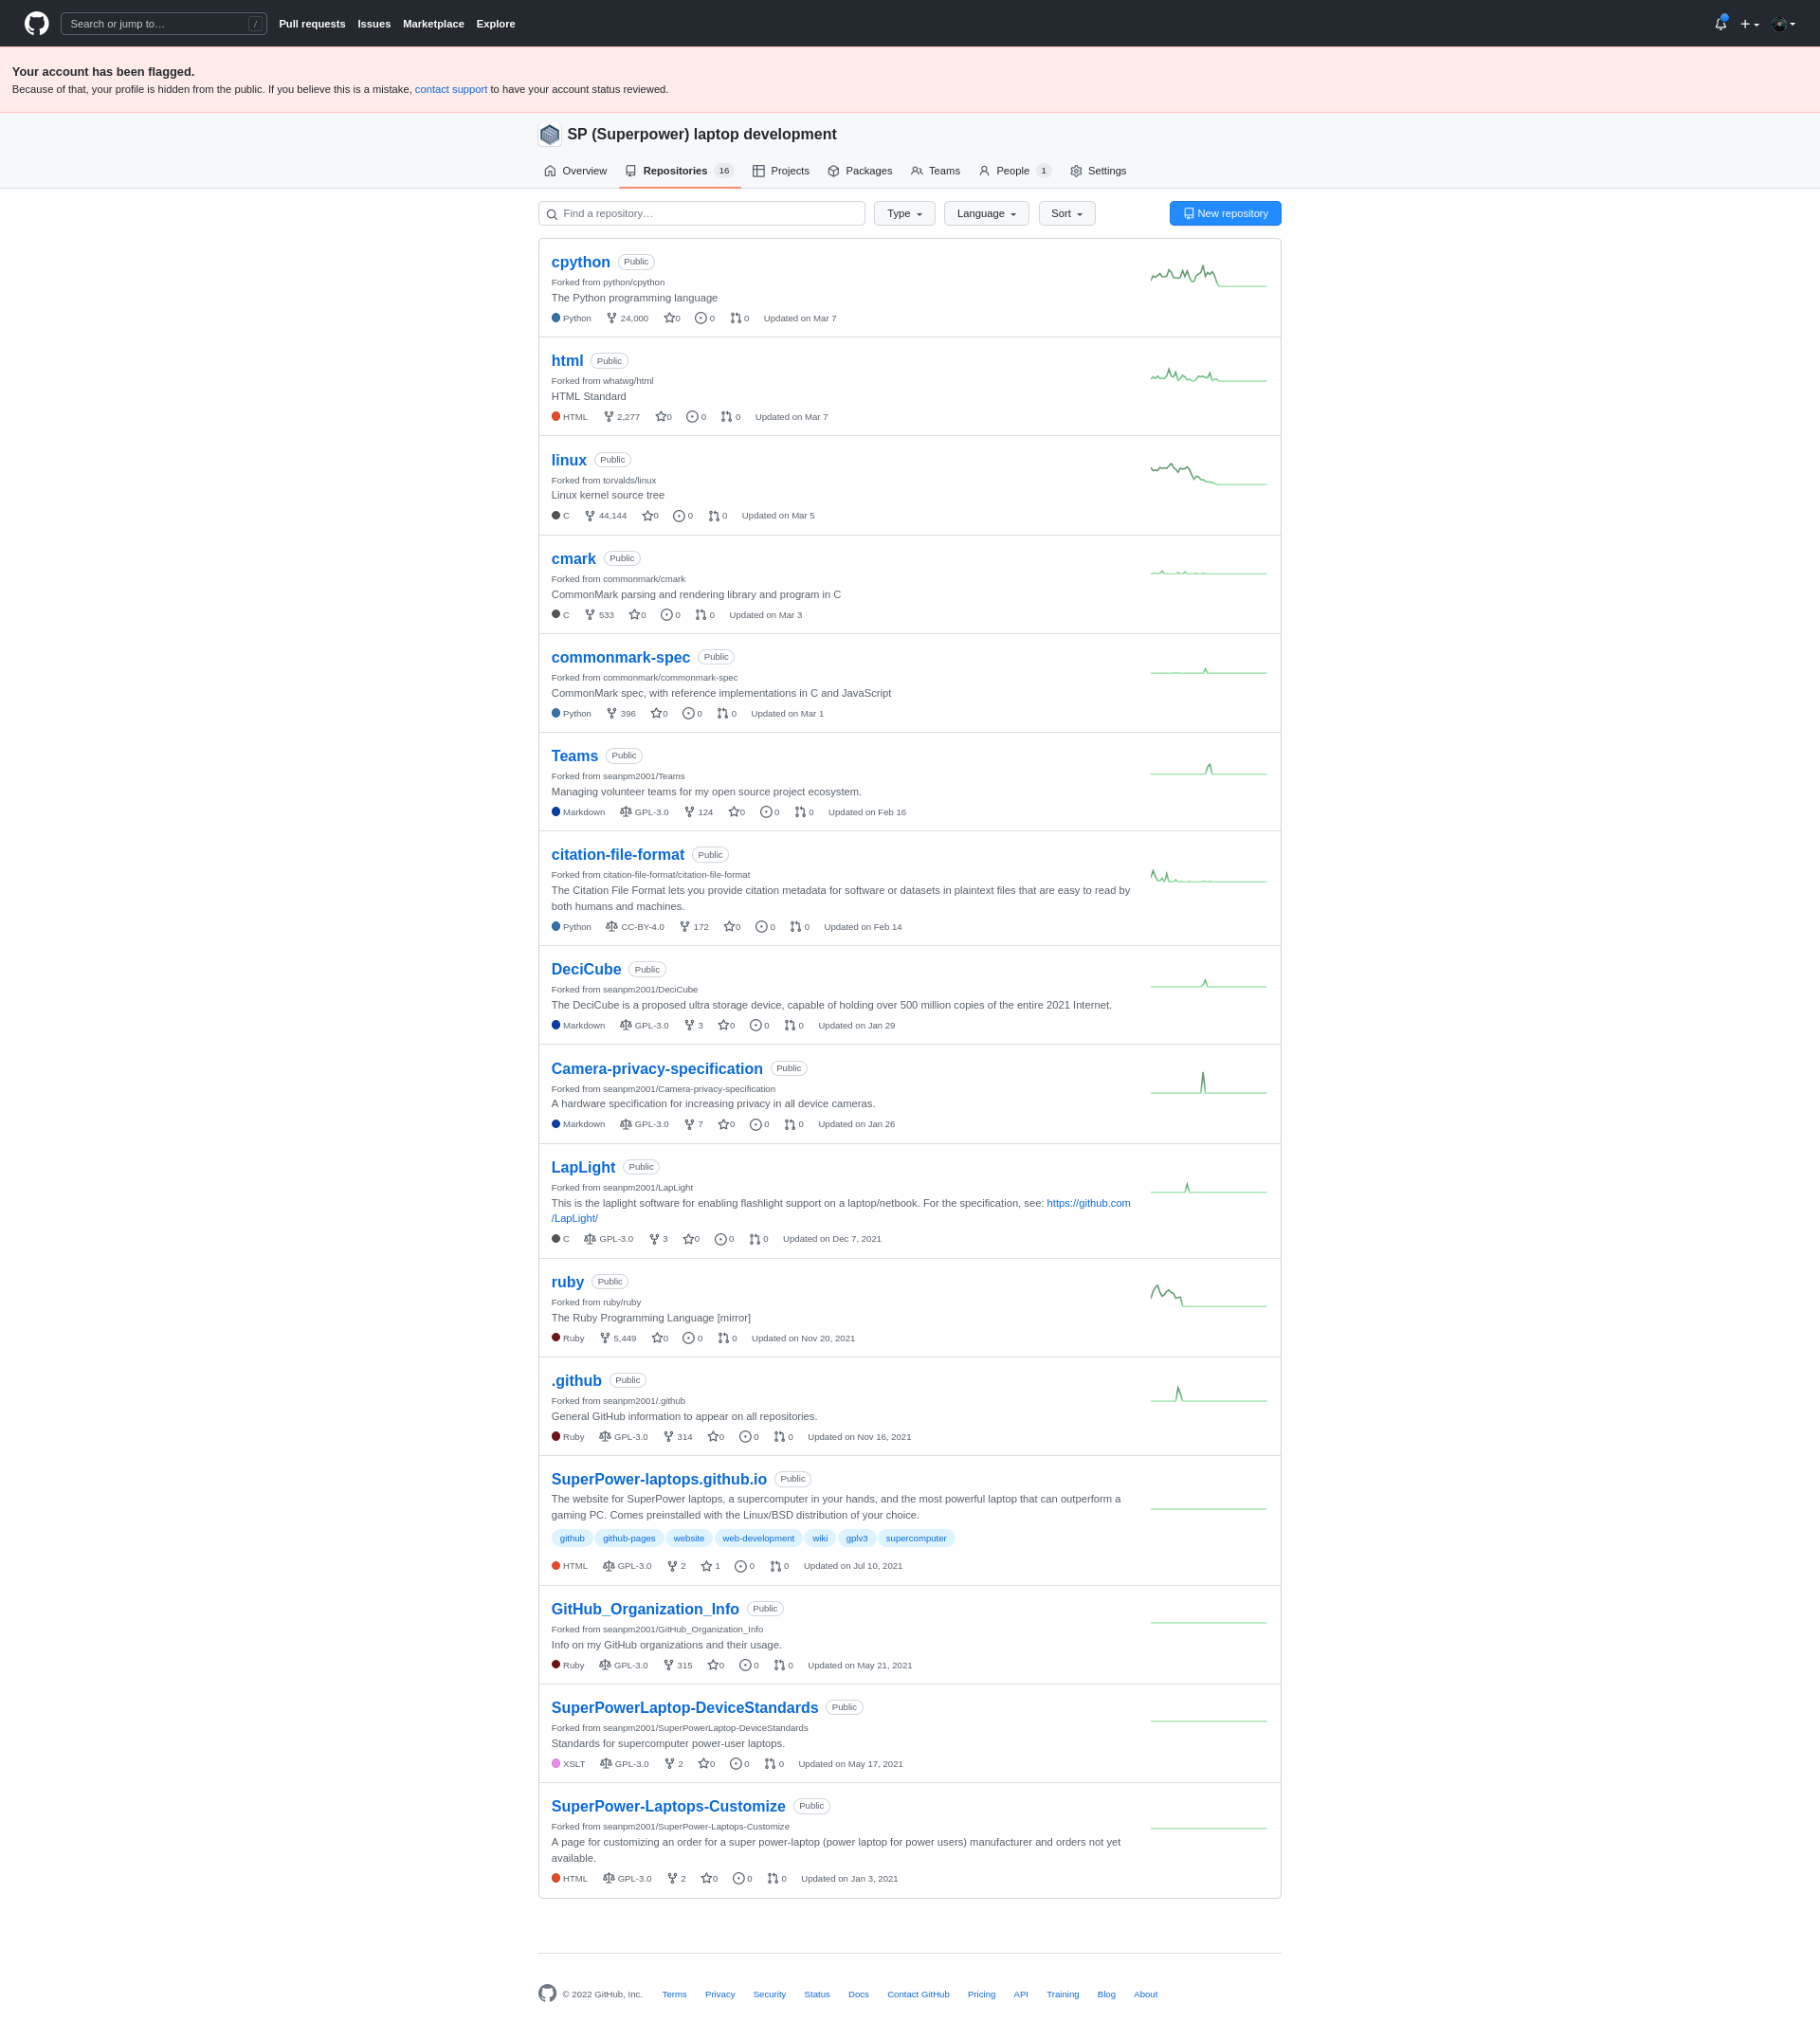 Search or jump to… / Pull requests Issues Marketplace Explore
Your account has been flagged.
Because of that, your profile is hidden from the public. If you believe this is a mistake, contact support to have your account status reviewed.
SP (Superpower) laptop development
Overview Repositories 16 Projects Packages Teams People 1 Settings
Find a repository… Type Language Sort New repository
cpython Public
Forked from python/cpython
The Python programming language
Python 24,000 0 0 0 Updated on Mar 7
html Public
Forked from whatwg/html
HTML Standard
HTML 2,277 0 0 0 Updated on Mar 7
linux Public
Forked from torvalds/linux
Linux kernel source tree
C 44,144 0 0 0 Updated on Mar 5
cmark Public
Forked from commonmark/cmark
CommonMark parsing and rendering library and program in C
C 533 0 0 0 Updated on Mar 3
commonmark-spec Public
Forked from commonmark/commonmark-spec
CommonMark spec, with reference implementations in C and JavaScript
Python 396 0 0 0 Updated on Mar 1
Teams Public
Forked from seanpm2001/Teams
Managing volunteer teams for my open source project ecosystem.
Markdown GPL-3.0 124 0 0 0 Updated on Feb 16
citation-file-format Public
Forked from citation-file-format/citation-file-format
The Citation File Format lets you provide citation metadata for software or datasets in plaintext files that are easy to read by
both humans and machines.
Python CC-BY-4.0 172 0 0 0 Updated on Feb 14
DeciCube Public
Forked from seanpm2001/DeciCube
The DeciCube is a proposed ultra storage device, capable of holding over 500 million copies of the entire 2021 Internet.
Markdown GPL-3.0 3 0 0 0 Updated on Jan 29
Camera-privacy-specification Public
Forked from seanpm2001/Camera-privacy-specification
A hardware specification for increasing privacy in all device cameras.
Markdown GPL-3.0 7 0 0 0 Updated on Jan 26
LapLight Public
Forked from seanpm2001/LapLight
This is the laplight software for enabling flashlight support on a laptop/netbook. For the specification, see: https://github.com
/LapLight/
C GPL-3.0 3 0 0 0 Updated on Dec 7, 2021
ruby Public
Forked from ruby/ruby
The Ruby Programming Language [mirror]
Ruby 5,449 0 0 0 Updated on Nov 20, 2021
.github Public
Forked from seanpm2001/.github
General GitHub information to appear on all repositories.
Ruby GPL-3.0 314 0 0 0 Updated on Nov 16, 2021
SuperPower-laptops.github.io Public
The website for SuperPower laptops, a supercomputer in your hands, and the most powerful laptop that can outperform a
gaming PC. Comes preinstalled with the Linux/BSD distribution of your choice.
github github-pages website web-development wiki gplv3 supercomputer
HTML GPL-3.0 2 1 0 0 Updated on Jul 10, 2021
GitHub_Organization_Info Public
Forked from seanpm2001/GitHub_Organization_Info
Info on my GitHub organizations and their usage.
Ruby GPL-3.0 315 0 0 0 Updated on May 21, 2021
SuperPowerLaptop-DeviceStandards Public
Forked from seanpm2001/SuperPowerLaptop-DeviceStandards
Standards for supercomputer power-user laptops.
XSLT GPL-3.0 2 0 0 0 Updated on May 17, 2021
SuperPower-Laptops-Customize Public
Forked from seanpm2001/SuperPower-Laptops-Customize
A page for customizing an order for a super power-laptop (power laptop for power users) manufacturer and orders not yet
available.
HTML GPL-3.0 2 0 0 0 Updated on Jan 3, 2021
© 2022 GitHub, Inc. Terms Privacy Security Status Docs Contact GitHub Pricing API Training Blog About